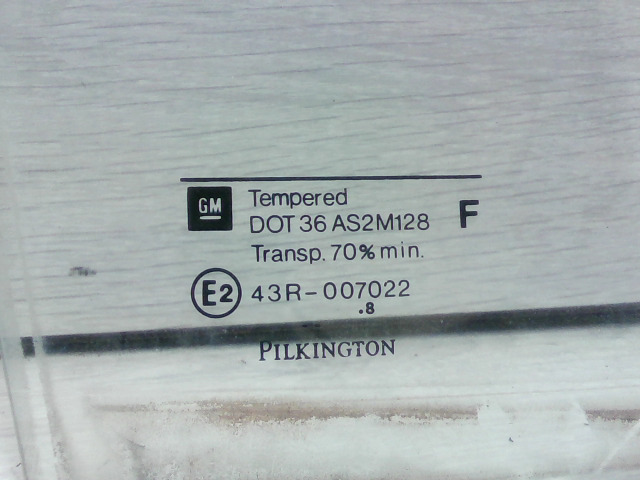 GM Tempered
DOT 36 AS2M128 F
Transp. 70% min.
E2 43R-007022
.8
PILKINGTON